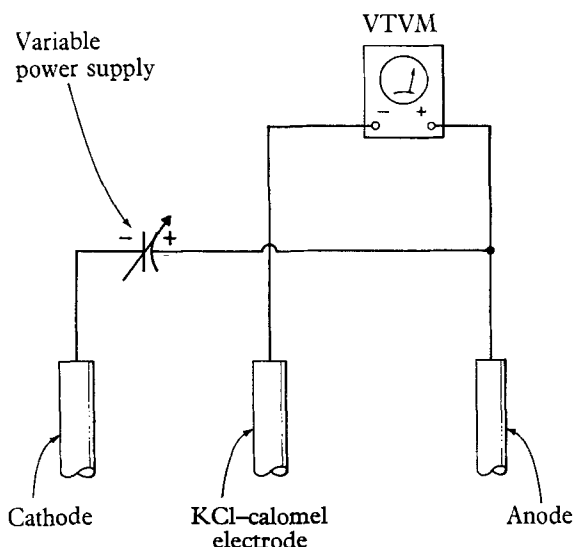 VTVM
Variable
power supply
− +
− +
Cathode
KCl–calomel
electrode
Anode